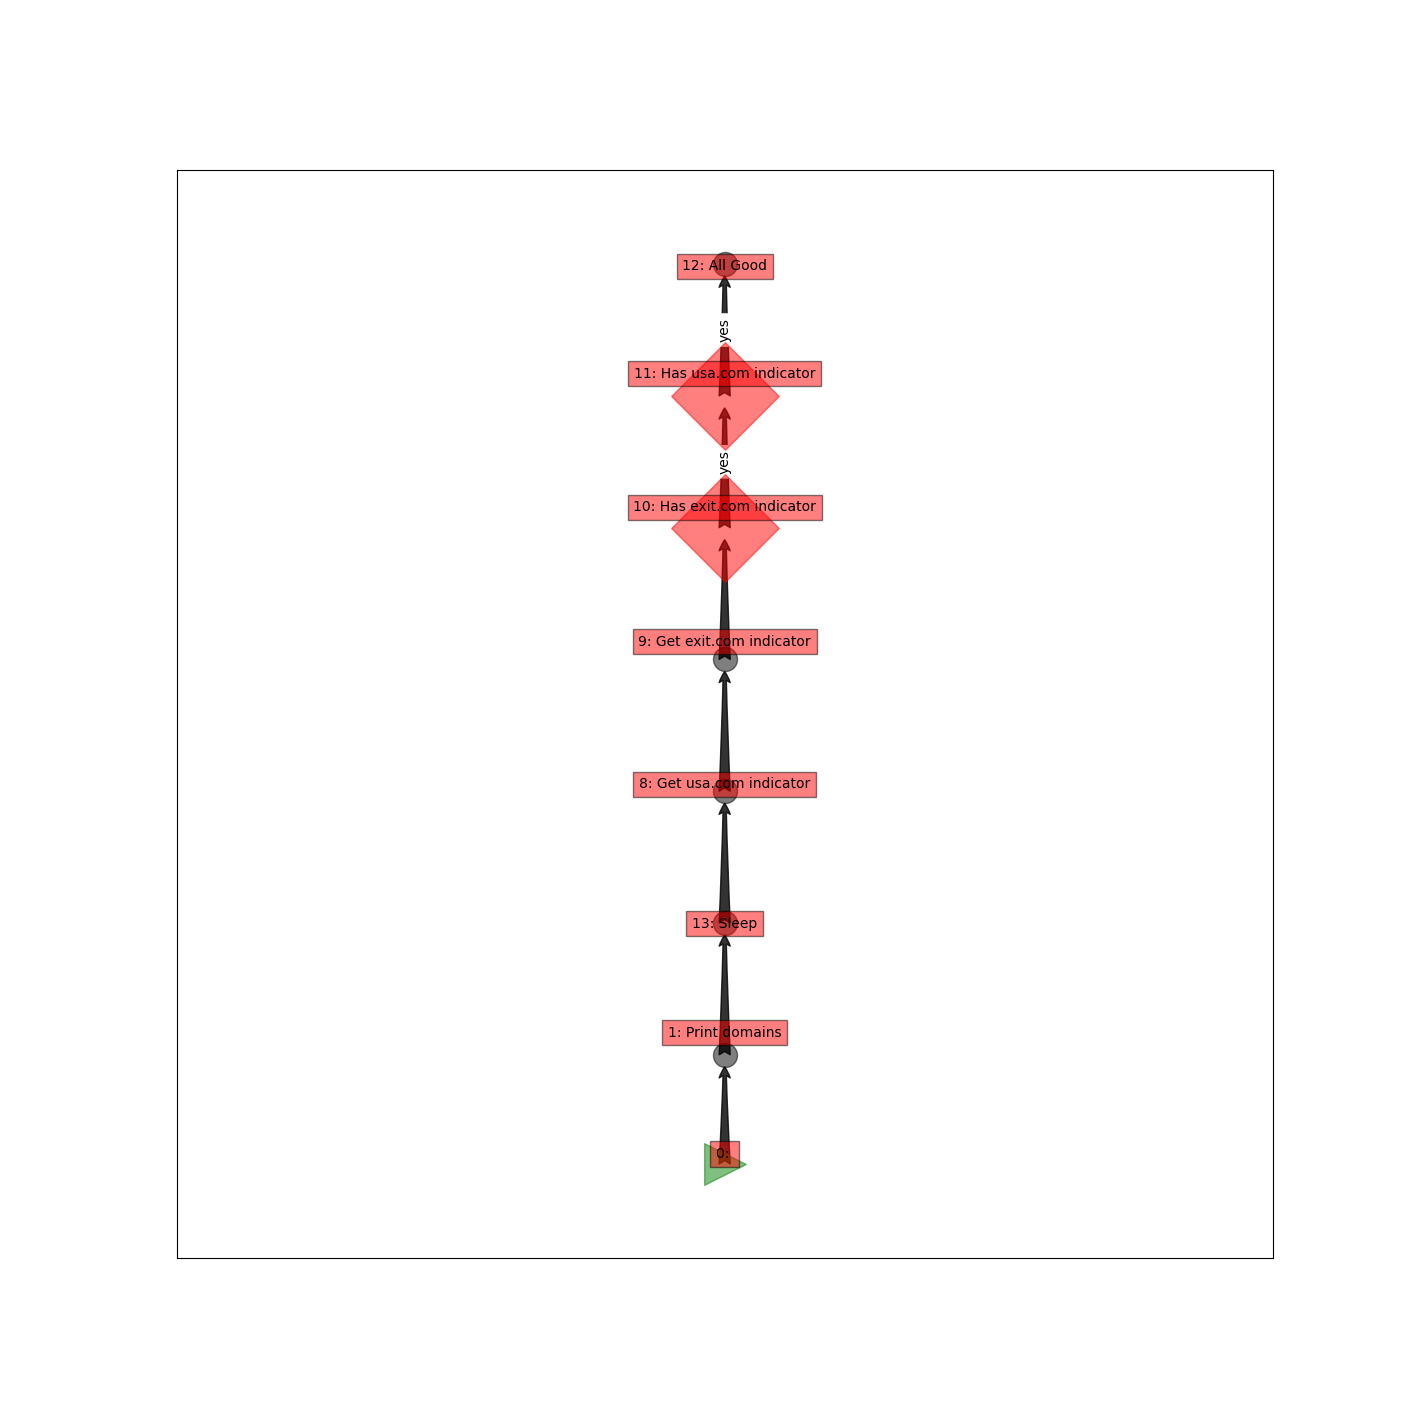 12: All Good
yes
11: Has usa.com indicator
yes
10: Has exit.com indicator
9: Get exit.com indicator
8: Get usa.com indicator
13: Sleep
1: Print domains
0: